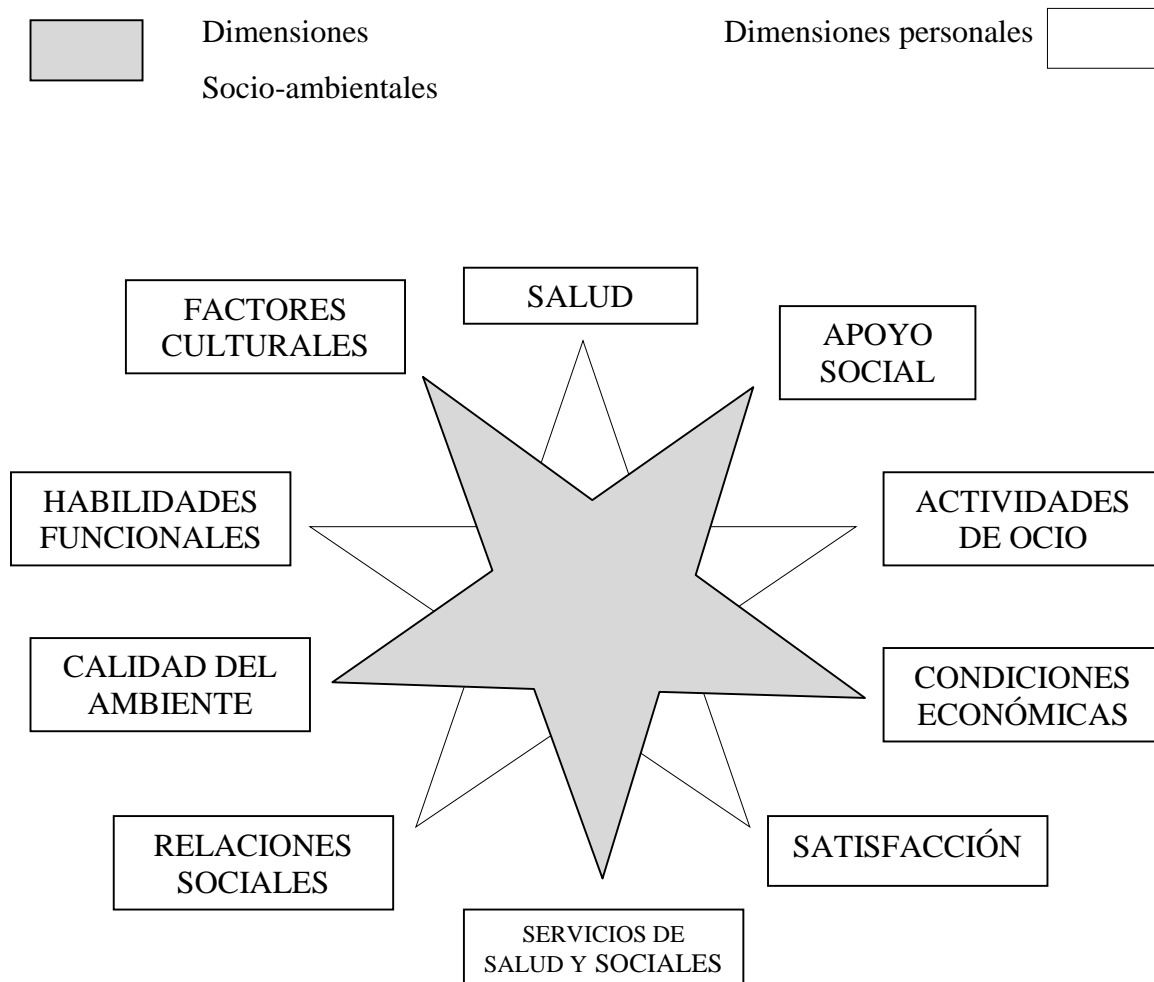 Dimensiones
Socio-ambientales
Dimensiones personales
SALUD
FACTORES
CULTURALES
APOYO
SOCIAL
HABILIDADES
FUNCIONALES
ACTIVIDADES
DE OCIO
CALIDAD DEL
AMBIENTE
CONDICIONES
ECONÓMICAS
RELACIONES
SOCIALES
SATISFACCIÓN
SERVICIOS DE
SALUD Y SOCIALES